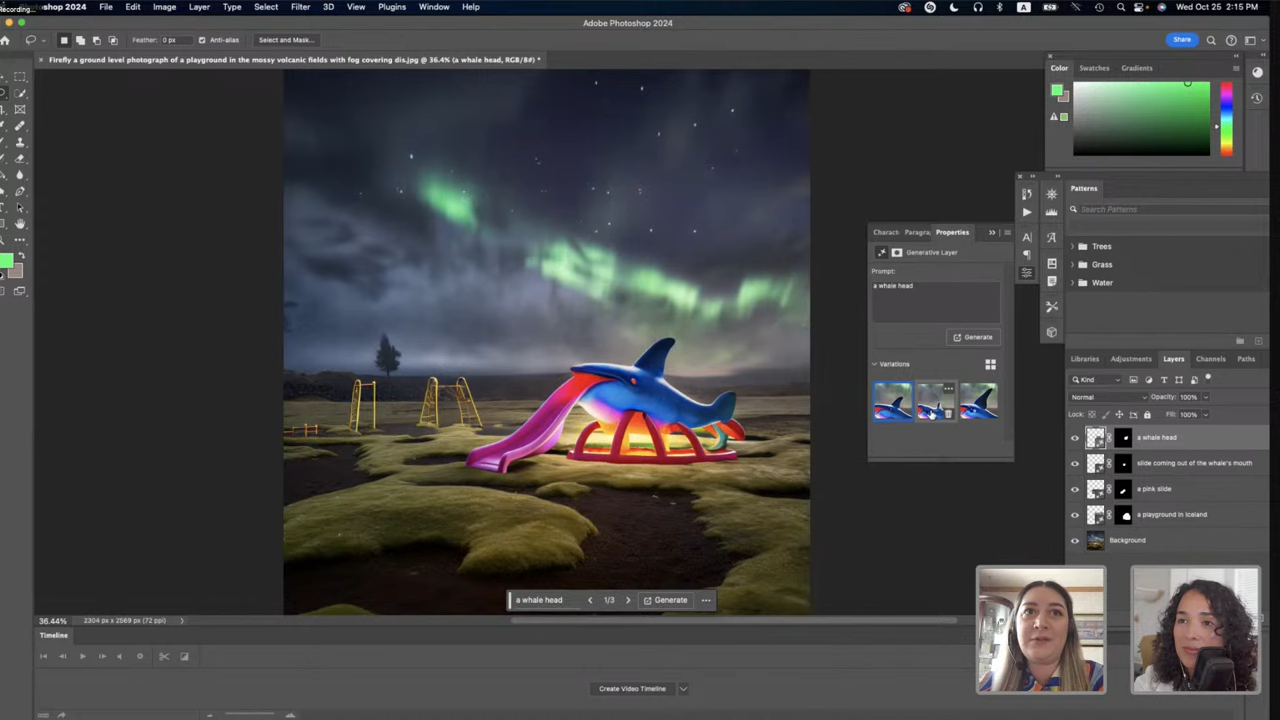 Recording...
Photoshop 2024 File Edit Image Layer Type Select Filter 3D View Plugins Window Help
Wed Oct 25 2:15 PM
Adobe Photoshop 2024
Feather: 0 px Anti-alias Select and Mask...
Share
Firefly a ground level photograph of a playground in the mossy volcanic fields with fog covering dis.jpg @ 36.4% (a whale head, RGB/8#) *
Color Swatches Gradients
Patterns
Search Patterns
Trees
Grass
Water
Charact Paragra Properties
Generative Layer
Prompt:
a whale head
Generate
Variations
Libraries Adjustments Layers Channels Paths
Kind
Normal Opacity: 100%
Lock: Fill: 100%
a whale head
slide coming out of the whale's mouth
a pink slide
a playground in Iceland
Background
a whale head 1/3 Generate
36.44% 2304 px x 2569 px (72 ppi)
Timeline
Create Video Timeline